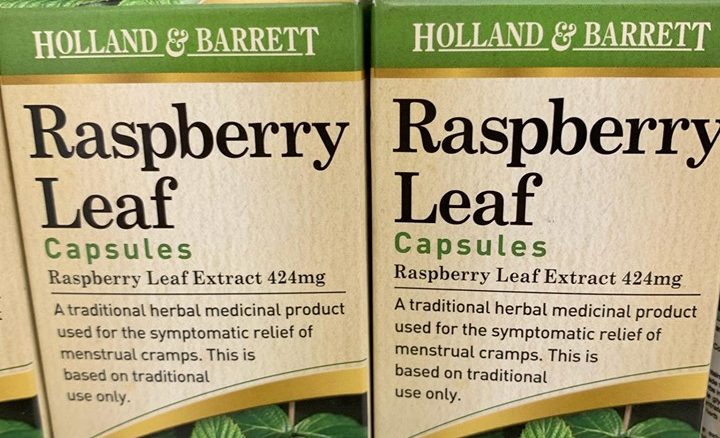 HOLLAND & BARRETT
Raspberry
Leaf
Capsules
Raspberry Leaf Extract 424mg
A traditional herbal medicinal product
used for the symptomatic relief of
menstrual cramps. This is
based on traditional
use only.
HOLLAND & BARRETT
Raspberry
Leaf
Capsules
Raspberry Leaf Extract 424mg
A traditional herbal medicinal product
used for the symptomatic relief of
menstrual cramps. This is
based on traditional
use only.